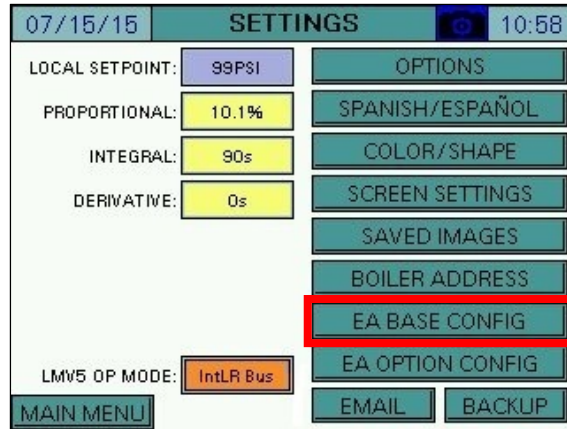 07/15/15 SETTINGS 10:58
LOCAL SETPOINT: 99PSI
PROPORTIONAL: 10.1%
INTEGRAL: 90s
DERIVATIVE: 0s
LMV5 OP MODE: IntLR Bus
MAIN MENU
OPTIONS
SPANISH/ESPAÑOL
COLOR/SHAPE
SCREEN SETTINGS
SAVED IMAGES
BOILER ADDRESS
EA BASE CONFIG
EA OPTION CONFIG
EMAIL BACKUP